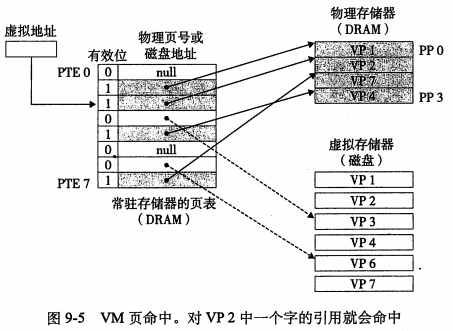 虚拟地址
物理页号或
磁盘地址
有效位
PTE 0
0
null
1
1
0
1
0
null
0
PTE 7
1
常驻存储器的页表
(DRAM)
物理存储器
(DRAM)
VP 1
PP 0
VP 2
VP 7
VP 4
PP 3
虚拟存储器
(磁盘)
VP 1
VP 2
VP 3
VP 4
VP 6
VP 7
图 9-5 VM 页命中。对 VP 2 中一个字的引用就会命中